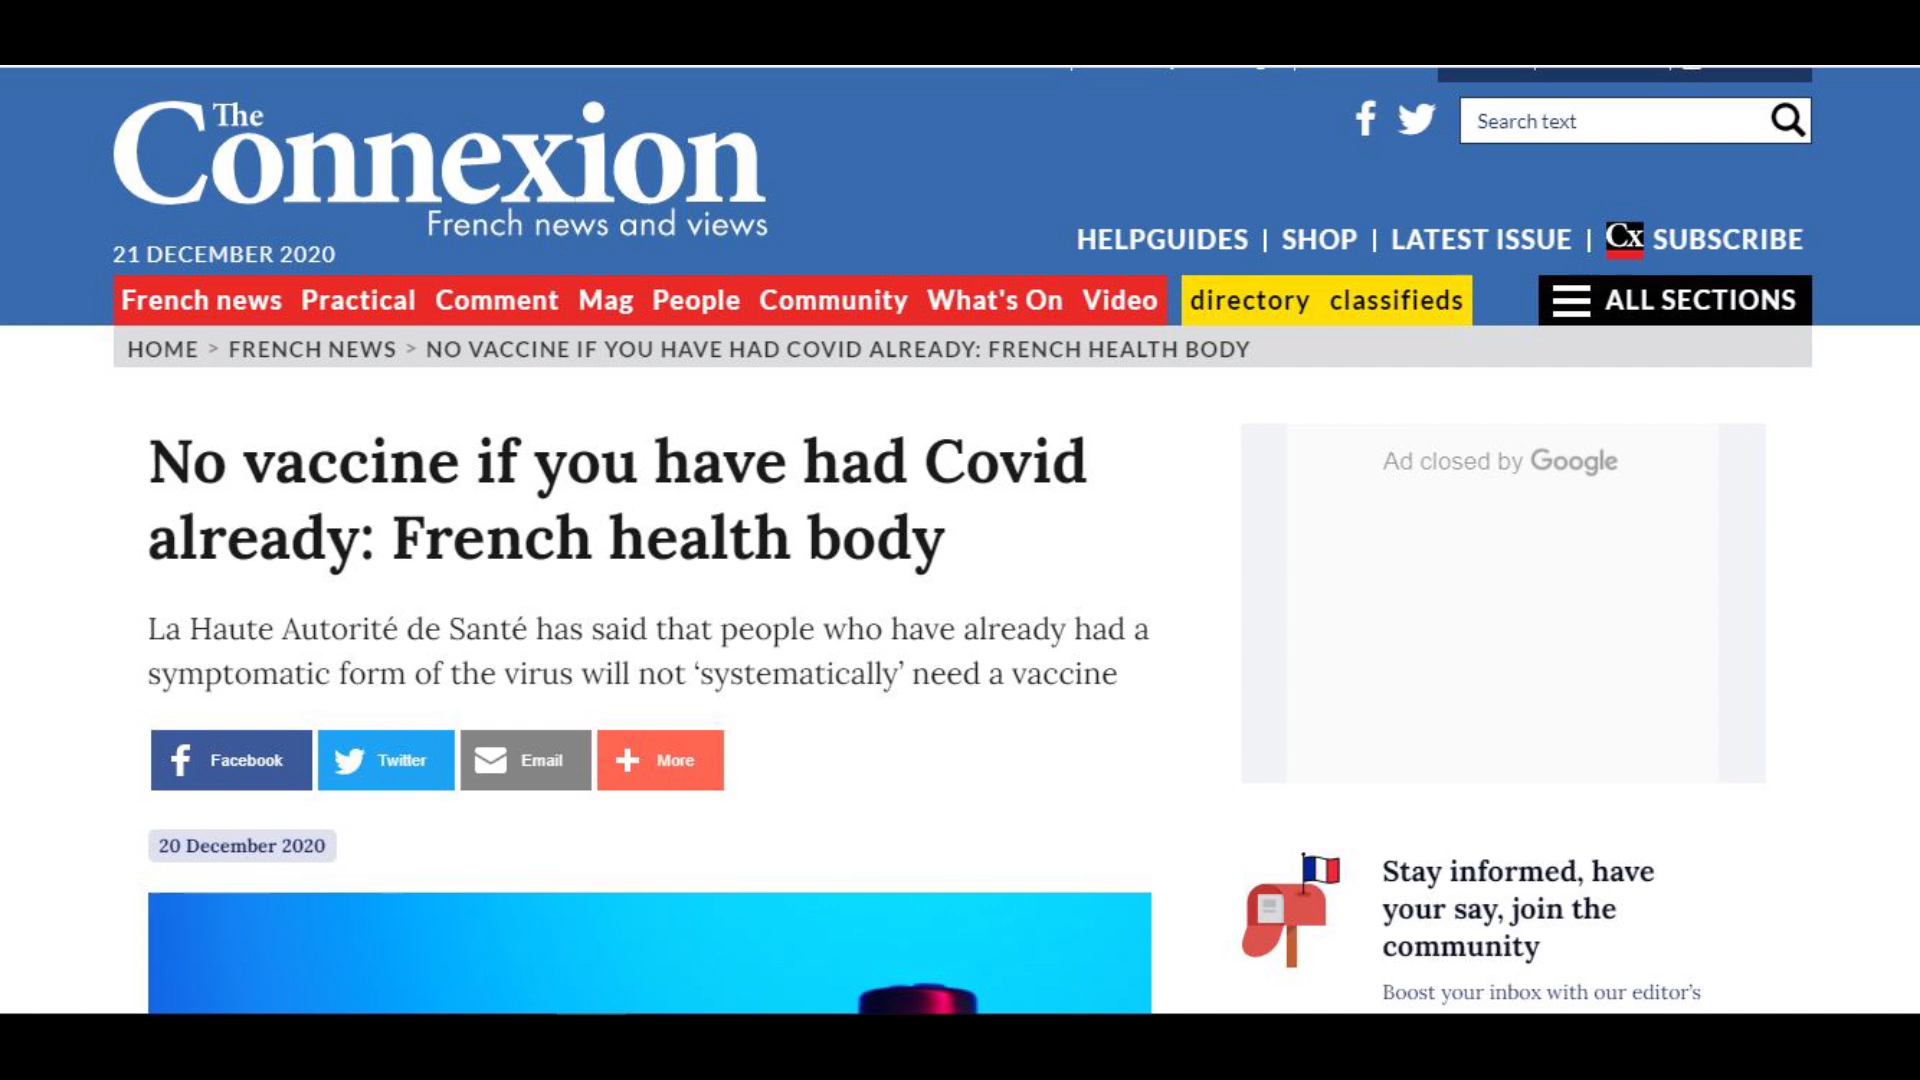 The
Connexion
French news and views
21 DECEMBER 2020
Search text
HELPGUIDES | SHOP | LATEST ISSUE | Cx SUBSCRIBE
French news Practical Comment Mag People Community What's On Video directory classifieds ALL SECTIONS
HOME > FRENCH NEWS > NO VACCINE IF YOU HAVE HAD COVID ALREADY: FRENCH HEALTH BODY
No vaccine if you have had Covid
already: French health body
La Haute Autorité de Santé has said that people who have already had a
symptomatic form of the virus will not ‘systematically’ need a vaccine
Facebook Twitter Email More
20 December 2020
Ad closed by Google
Stay informed, have
your say, join the
community
Boost your inbox with our editor's